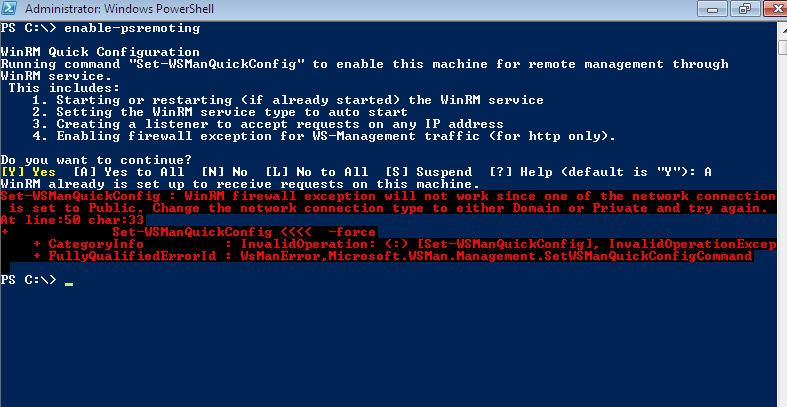 Administrator: Windows PowerShell
PS C:\> enable-psremoting
WinRM Quick Configuration
Running command "Set-WSManQuickConfig" to enable this machine for remote management through
WinRM service.
This includes:
1. Starting or restarting (if already started) the WinRM service
2. Setting the WinRM service type to auto start
3. Creating a listener to accept requests on any IP address
4. Enabling firewall exception for WS-Management traffic (for http only).
Do you want to continue?
[Y] Yes [A] Yes to All [N] No [L] No to All [S] Suspend [?] Help (default is "Y"): A
WinRM already is set up to receive requests on this machine.
Set-WSManQuickConfig : WinRM firewall exception will not work since one of the network connection
is set to Public. Change the network connection type to either Domain or Private and try again.
At line:50 char:33
+ Set-WSManQuickConfig <<<< -force
+ CategoryInfo : InvalidOperation: (:) [Set-WSManQuickConfig], InvalidOperationExcep
+ FullyQualifiedErrorId : WsManError,Microsoft.WSMan.Management.SetWSManQuickConfigCommand
PS C:\> _